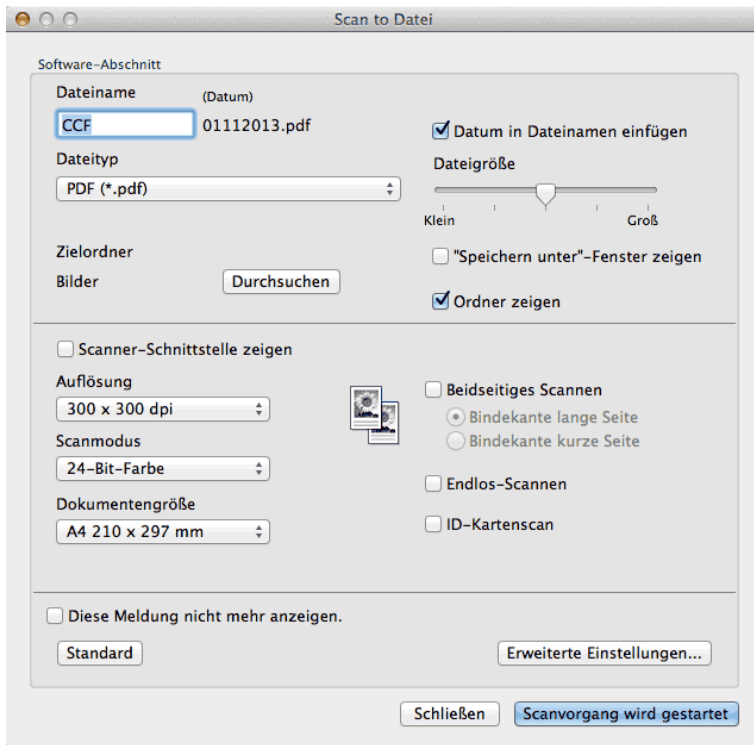 Scan to Datei
Software-Abschnitt
Dateiname
(Datum)
CCF
01112013.pdf
Datum in Dateinamen einfügen
Dateityp
PDF (*.pdf)
Dateigröße
Klein
Groß
Zielordner
Bilder
Durchsuchen
"Speichern unter"-Fenster zeigen
Ordner zeigen
Scanner-Schnittstelle zeigen
Auflösung
300 x 300 dpi
Scanmodus
24-Bit-Farbe
Dokumentengröße
A4 210 x 297 mm
Beidseitiges Scannen
Bindekante lange Seite
Bindekante kurze Seite
Endlos-Scannen
ID-Kartenscan
Diese Meldung nicht mehr anzeigen.
Standard
Erweiterte Einstellungen...
Schließen
Scanvorgang wird gestartet